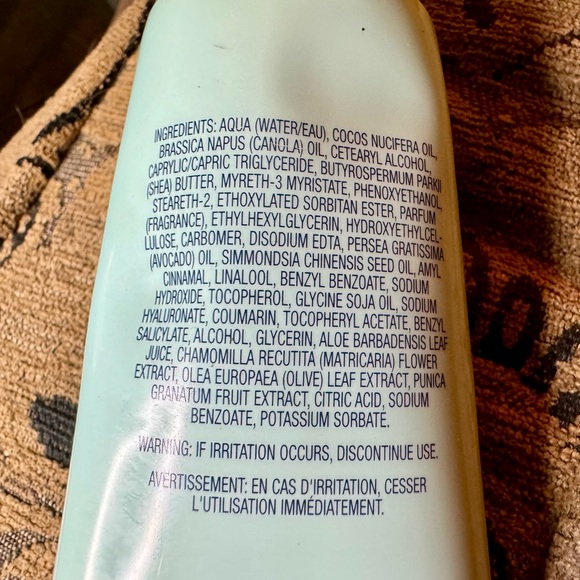 INGREDIENTS: AQUA (WATER/EAU), COCOS NUCIFERA OIL,
BRASSICA NAPUS (CANOLA) OIL, CETEARYL ALCOHOL,
CAPRYLIC/CAPRIC TRIGLYCERIDE, BUTYROSPERMUM PARKII
(SHEA) BUTTER, MYRETH-3 MYRISTATE, PHENOXYETHANOL,
STEARETH-2, ETHOXYLATED SORBITAN ESTER, PARFUM
(FRAGRANCE), ETHYLHEXYLGLYCERIN, HYDROXYETHYLCEL-
LULOSE, CARBOMER, DISODIUM EDTA, PERSEA GRATISSIMA
(AVOCADO) OIL, SIMMONDSIA CHINENSIS SEED OIL, AMYL
CINNAMAL, LINALOOL, BENZYL BENZOATE, SODIUM
HYDROXIDE, TOCOPHEROL, GLYCINE SOJA OIL, SODIUM
HYALURONATE, COUMARIN, TOCOPHERYL ACETATE, BENZYL
SALICYLATE, ALCOHOL, GLYCERIN, ALOE BARBADENSIS LEAF
JUICE, CHAMOMILLA RECUTITA (MATRICARIA) FLOWER
EXTRACT, OLEA EUROPAEA (OLIVE) LEAF EXTRACT, PUNICA
GRANATUM FRUIT EXTRACT, CITRIC ACID, SODIUM
BENZOATE, POTASSIUM SORBATE.
WARNING: IF IRRITATION OCCURS, DISCONTINUE USE.
AVERTISSEMENT: EN CAS D'IRRITATION, CESSER
L'UTILISATION IMMÉDIATEMENT.